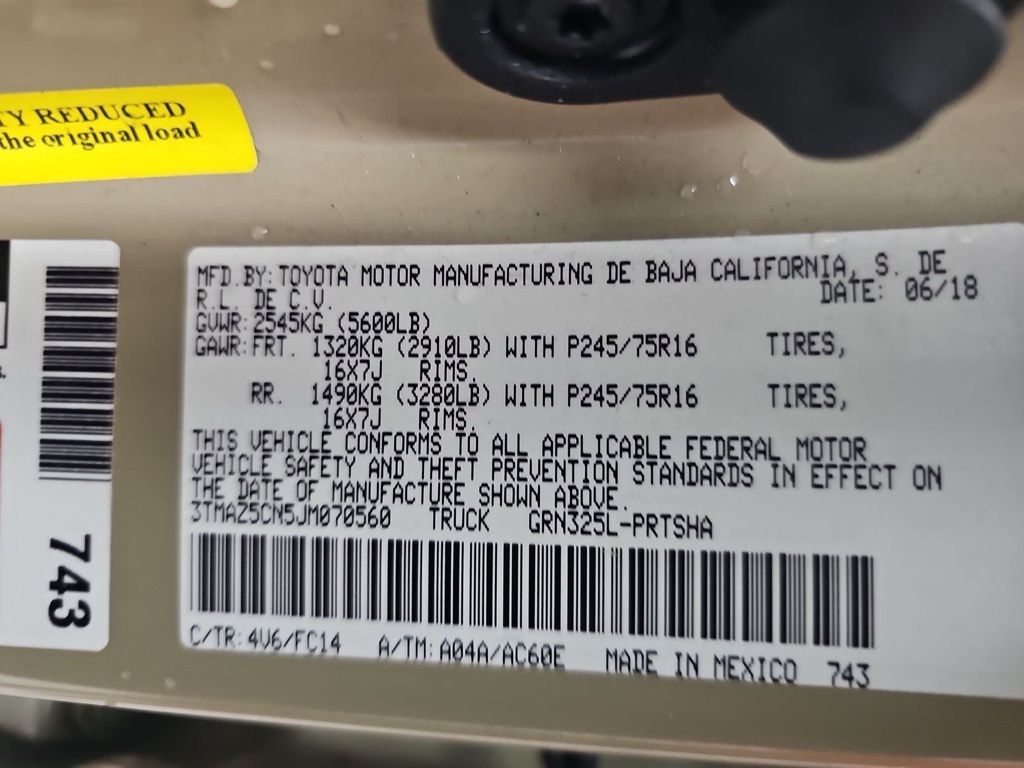 TY REDUCED
the original load
MFD.BY:TOYOTA MOTOR MANUFACTURING DE BAJA CALIFORNIA, S. DE
R.L. DE C.V. DATE: 06/18
GVWR:2545KG (5600LB)
GAWR:FRT. 1320KG (2910LB) WITH P245/75R16 TIRES,
16X7J RIMS,
RR. 1490KG (3280LB) WITH P245/75R16 TIRES,
16X7J RIMS,
THIS VEHICLE CONFORMS TO ALL APPLICABLE FEDERAL MOTOR
VEHICLE SAFETY AND THEFT PREVENTION STANDARDS IN EFFECT ON
THE DATE OF MANUFACTURE SHOWN ABOVE.
3TMAZ5CN5JM070560 TRUCK GRN325L-PRTSHA
C/TR:4V6/FC14 A/TM:A04A/AC60E MADE IN MEXICO 743
743